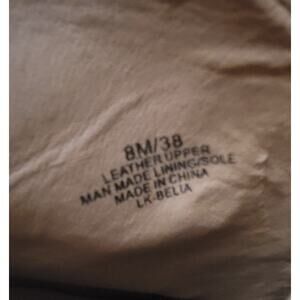 8M/38
LEATHER UPPER
MAN MADE LINING/SOLE
MADE IN CHINA
LK-BELIA